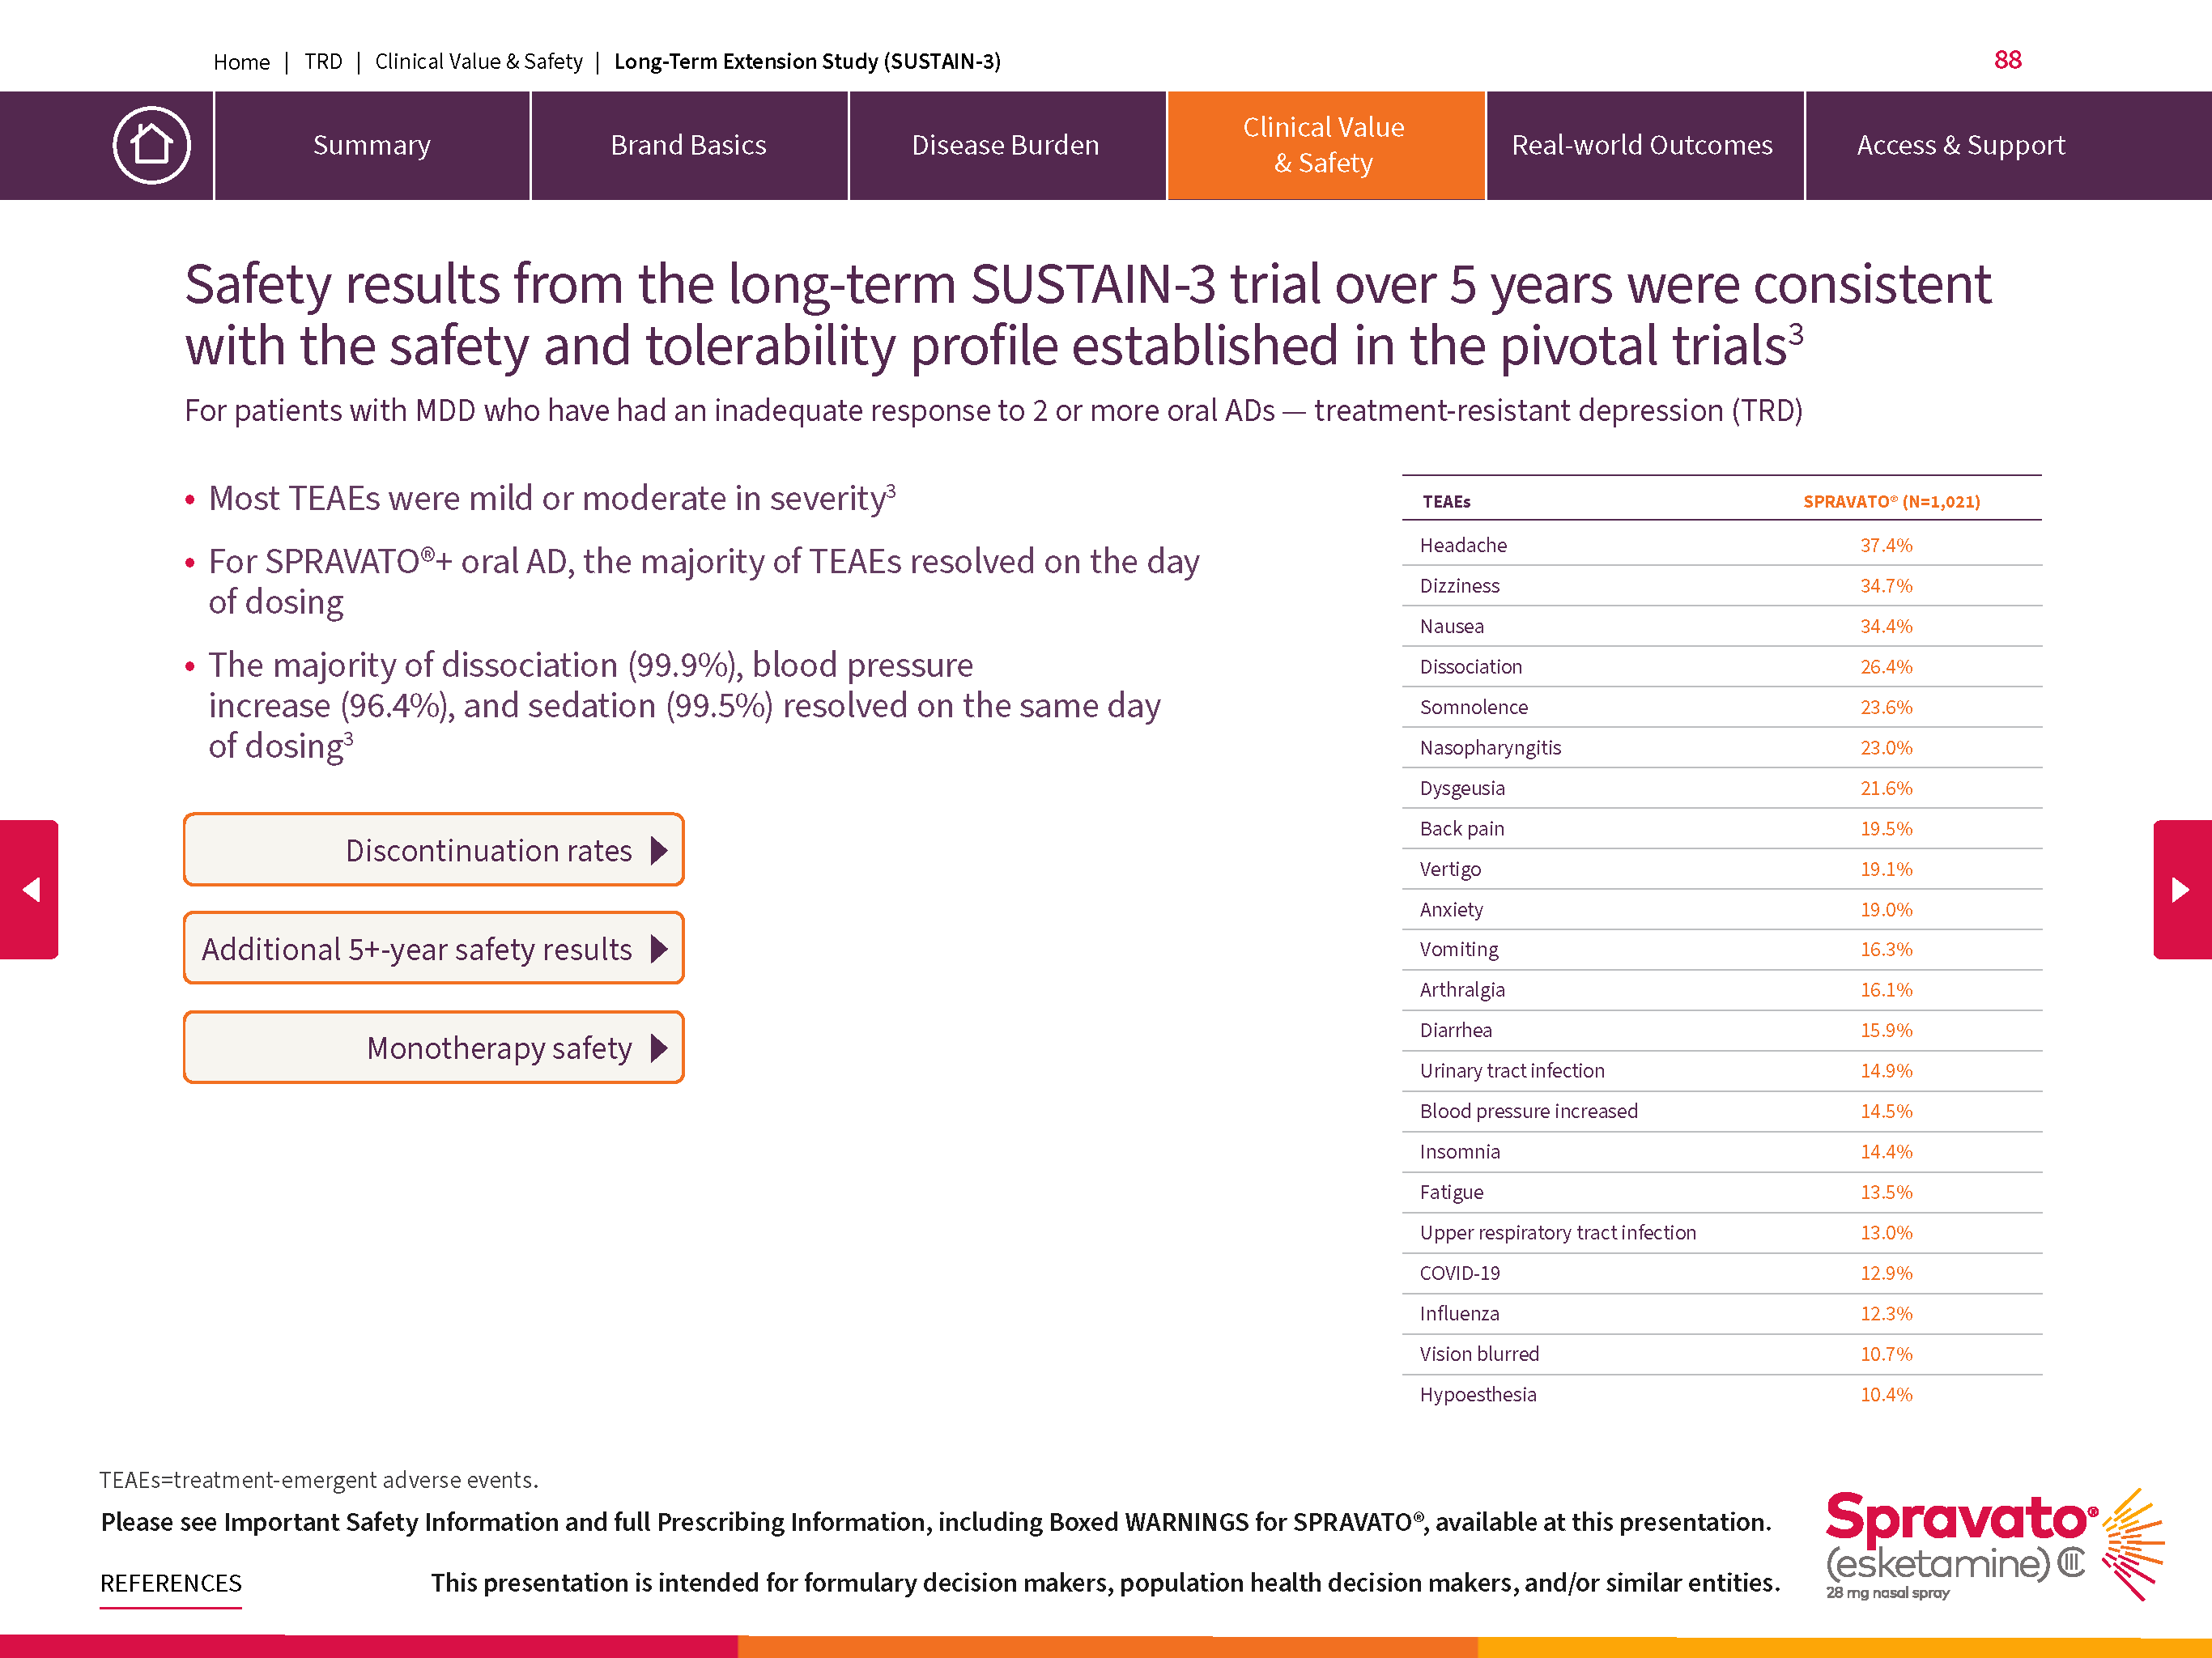 Home | TRD | Clinical Value & Safety | Long-Term Extension Study (SUSTAIN-3)
88
Summary
Brand Basics
Disease Burden
Clinical Value
& Safety
Real-world Outcomes
Access & Support
Safety results from the long-term SUSTAIN-3 trial over 5 years were consistent
with the safety and tolerability profile established in the pivotal trials³
For patients with MDD who have had an inadequate response to 2 or more oral ADs — treatment-resistant depression (TRD)
• Most TEAEs were mild or moderate in severity³
• For SPRAVATO®+ oral AD, the majority of TEAEs resolved on the day
of dosing
• The majority of dissociation (99.9%), blood pressure
increase (96.4%), and sedation (99.5%) resolved on the same day
of dosing³
Discontinuation rates
Additional 5+-year safety results
Monotherapy safety
TEAEs SPRAVATO® (N=1,021)
Headache 37.4%
Dizziness 34.7%
Nausea 34.4%
Dissociation 26.4%
Somnolence 23.6%
Nasopharyngitis 23.0%
Dysgeusia 21.6%
Back pain 19.5%
Vertigo 19.1%
Anxiety 19.0%
Vomiting 16.3%
Arthralgia 16.1%
Diarrhea 15.9%
Urinary tract infection 14.9%
Blood pressure increased 14.5%
Insomnia 14.4%
Fatigue 13.5%
Upper respiratory tract infection 13.0%
COVID-19 12.9%
Influenza 12.3%
Vision blurred 10.7%
Hypoesthesia 10.4%
TEAEs=treatment-emergent adverse events.
Please see Important Safety Information and full Prescribing Information, including Boxed WARNINGS for SPRAVATO®, available at this presentation.
REFERENCES
This presentation is intended for formulary decision makers, population health decision makers, and/or similar entities.
Spravato®
(esketamine) CIII
28 mg nasal spray